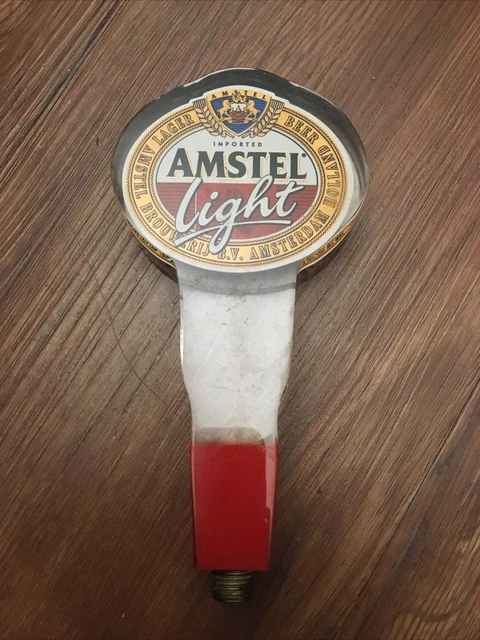 AMSTEL
AMSTEL LAGER BEER HOLLAND
IMPORTED
AMSTEL®
light
BROUWERIJ B.V. AMSTERDAM